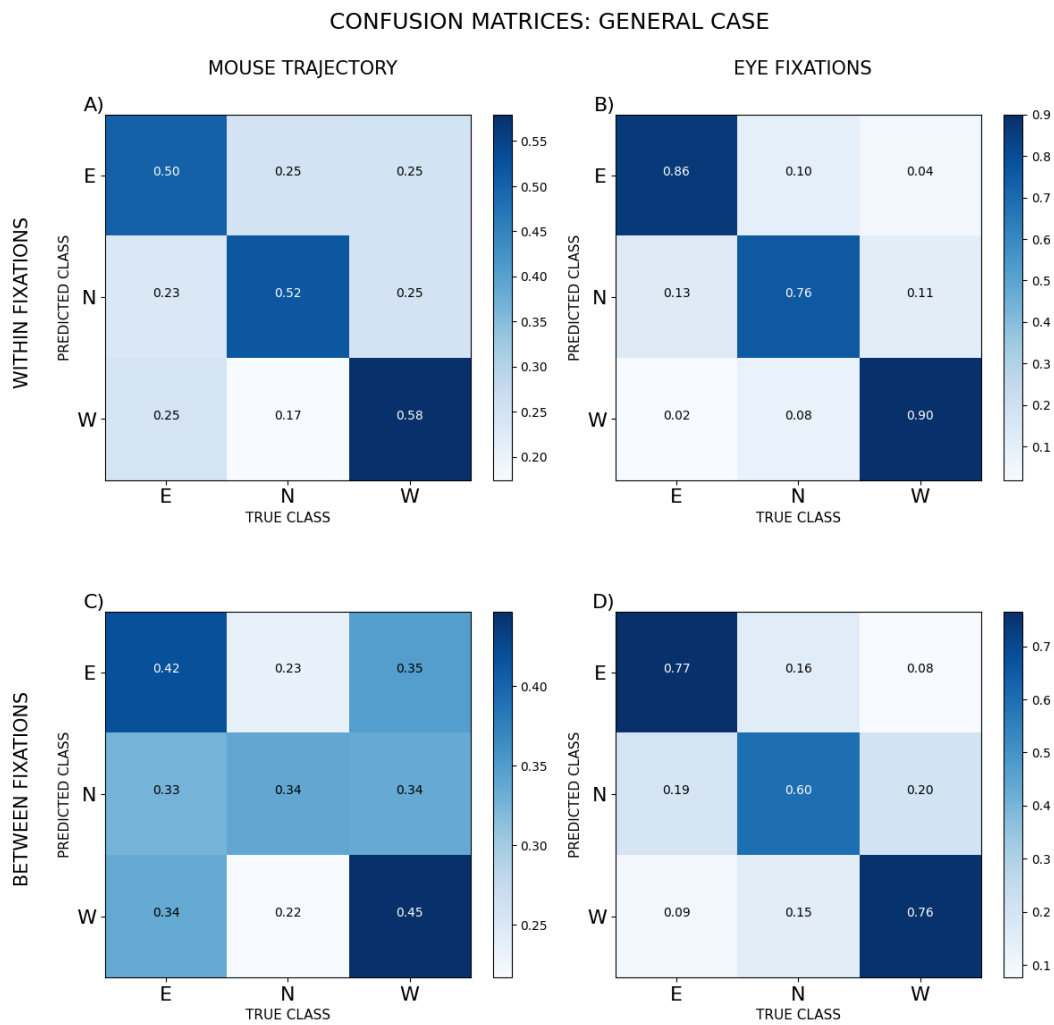 CONFUSION MATRICES: GENERAL CASE
MOUSE TRAJECTORY
EYE FIXATIONS
WITHIN FIXATIONS
A)
PREDICTED CLASS
E
0.50 0.25 0.25
N
0.23 0.52 0.25
W
0.25 0.17 0.58
E N W
TRUE CLASS
0.55
0.50
0.45
0.40
0.35
0.30
0.25
0.20
B)
PREDICTED CLASS
E
0.86 0.10 0.04
N
0.13 0.76 0.11
W
0.02 0.08 0.90
E N W
TRUE CLASS
0.9
0.8
0.7
0.6
0.5
0.4
0.3
0.2
0.1
BETWEEN FIXATIONS
C)
PREDICTED CLASS
E
0.42 0.23 0.35
N
0.33 0.34 0.34
W
0.34 0.22 0.45
E N W
TRUE CLASS
0.40
0.35
0.30
0.25
D)
PREDICTED CLASS
E
0.77 0.16 0.08
N
0.19 0.60 0.20
W
0.09 0.15 0.76
E N W
TRUE CLASS
0.7
0.6
0.5
0.4
0.3
0.2
0.1